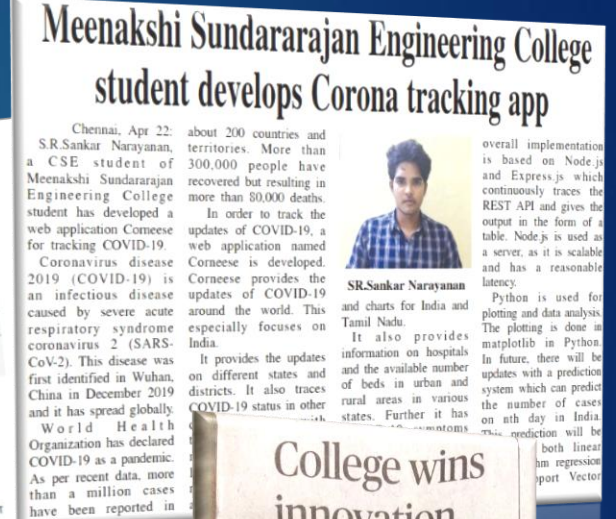 Meenakshi Sundararajan Engineering College
student develops Corona tracking app
Chennai, Apr 22:
S.R.Sankar Narayanan,
a CSE student of
Meenakshi Sundararajan
Engineering College
student has developed a
web application Corneese
for tracking COVID-19.
Coronavirus disease
2019 (COVID-19) is
an infectious disease
caused by severe acute
respiratory syndrome
coronavirus 2 (SARS-
CoV-2). This disease was
first identified in Wuhan,
China in December 2019
and it has spread globally.
World Health
Organization has declared
COVID-19 as a pandemic.
As per recent data, more
than a million cases
have been reported in
about 200 countries and
territories. More than
300,000 people have
recovered but resulting in
more than 80,000 deaths.
In order to track the
updates of COVID-19, a
web application named
Corneese is developed.
Corneese provides the
updates of COVID-19
around the world. This
especially focuses on
India.
It provides the updates
on different states and
districts. It also traces
COVID-19 status in other
SR.Sankar Narayanan
and charts for India and
Tamil Nadu.
It also provides
information on hospitals
and the available number
of beds in urban and
rural areas in various
states. Further it has
symptoms
overall implementation
is based on Node.js
and Express.js which
continuously traces the
REST API and gives the
output in the form of a
table. Node.js is used as
a server, as it is scalable
and has a reasonable
latency.
Python is used for
plotting and data analysis.
The plotting is done in
matplotlib in Python.
In future, there will be
updates with a prediction
system which can predict
the number of cases
on nth day in India.
This prediction will be
both linear
regression
Vector
College wins
innovation